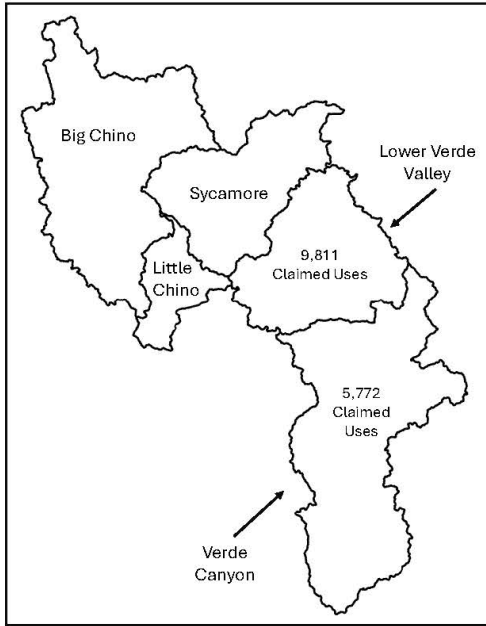 Big Chino
Lower Verde
Valley
Sycamore
9,811
Claimed Uses
Little
Chino
5,772
Claimed
Uses
Verde
Canyon